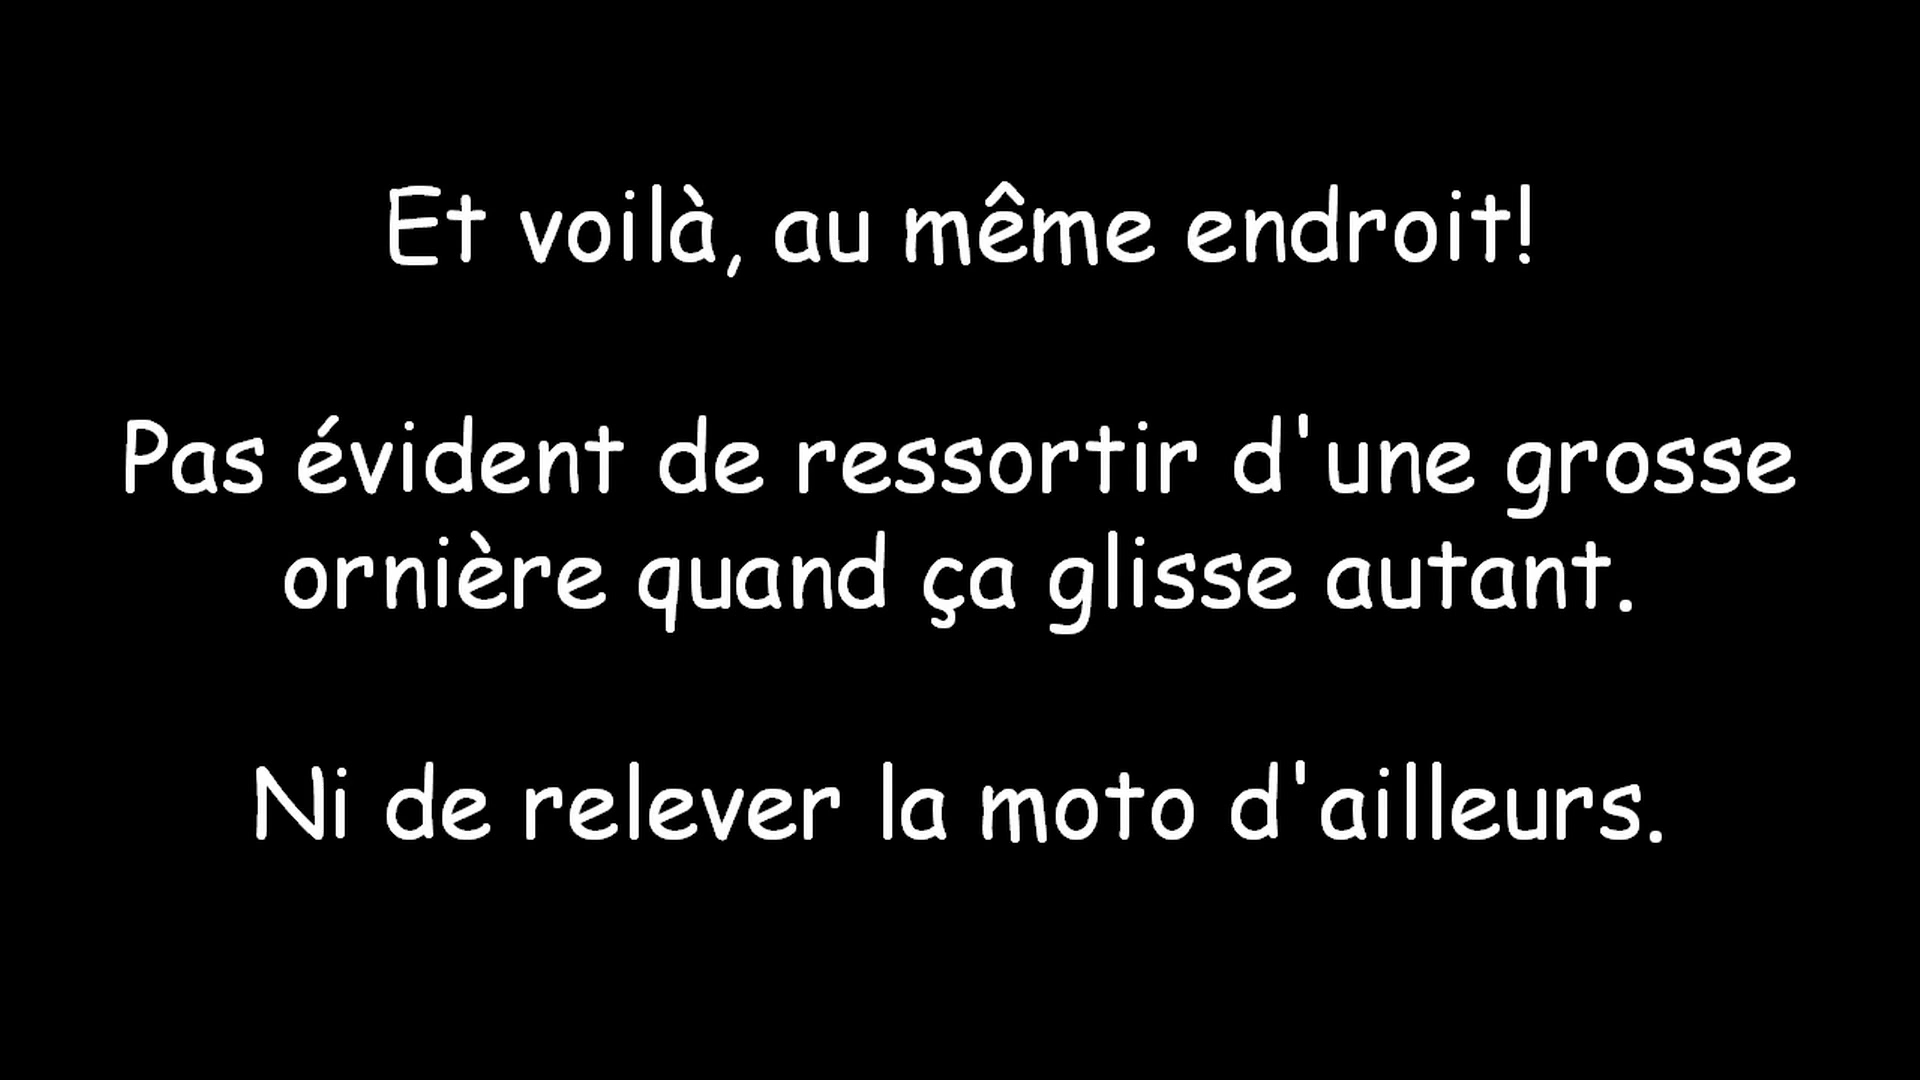 Et voilà, au même endroit!
Pas évident de ressortir d'une grosse
ornière quand ça glisse autant.
Ni de relever la moto d'ailleurs.